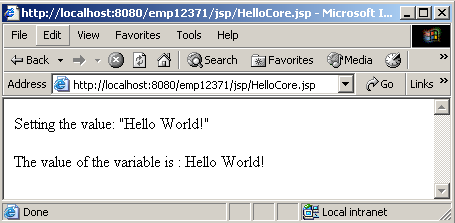 http://localhost:8080/emp12371/jsp/HelloCore.jsp - Microsoft I...
File Edit View Favorites Tools Help
Back Search Favorites Media
Address http://localhost:8080/emp12371/jsp/HelloCore.jsp Go Links »
Setting the value: "Hello World!"
The value of the variable is : Hello World!
Done Local intranet